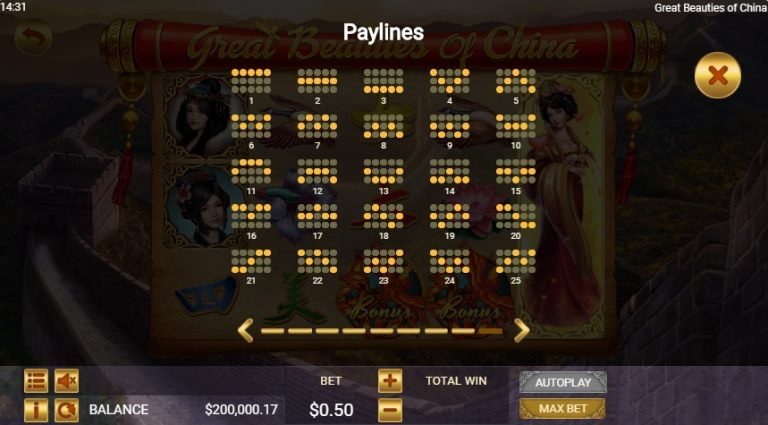 14:31
Great Beauties of China
Great Beauties Of China
Paylines
1 2 3 4 5
6 7 8 9 10
11 12 13 14 15
16 17 18 19 20
21 22 23 24 25
Bonus Bonus
BET
TOTAL WIN
AUTOPLAY
BALANCE
$200,000.17
$0.50
MAX BET